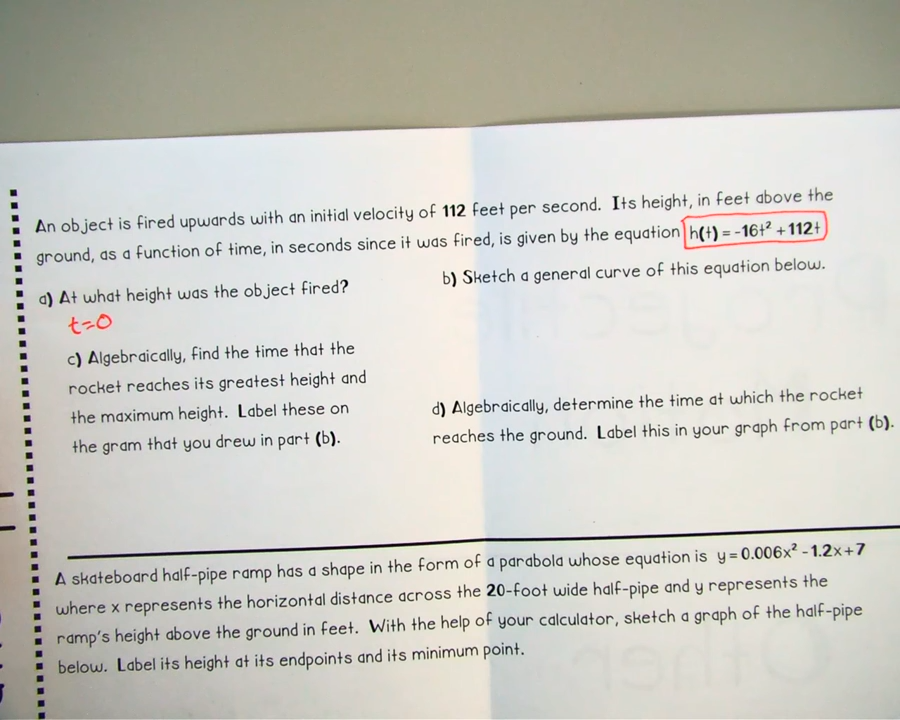 An object is fired upwards with an initial velocity of 112 feet per second. Its height, in feet above the
ground, as a function of time, in seconds since it was fired, is given by the equation h(t) = -16t² + 112t
a) At what height was the object fired?
t=0
b) Sketch a general curve of this equation below.
c) Algebraically, find the time that the
rocket reaches its greatest height and
the maximum height. Label these on
the gram that you drew in part (b).
d) Algebraically, determine the time at which the rocket
reaches the ground. Label this in your graph from part (b).
A skateboard half-pipe ramp has a shape in the form of a parabola whose equation is y=0.006x² -1.2x+7
where x represents the horizontal distance across the 20-foot wide half-pipe and y represents the
ramp's height above the ground in feet. With the help of your calculator, sketch a graph of the half-pipe
below. Label its height at its endpoints and its minimum point.